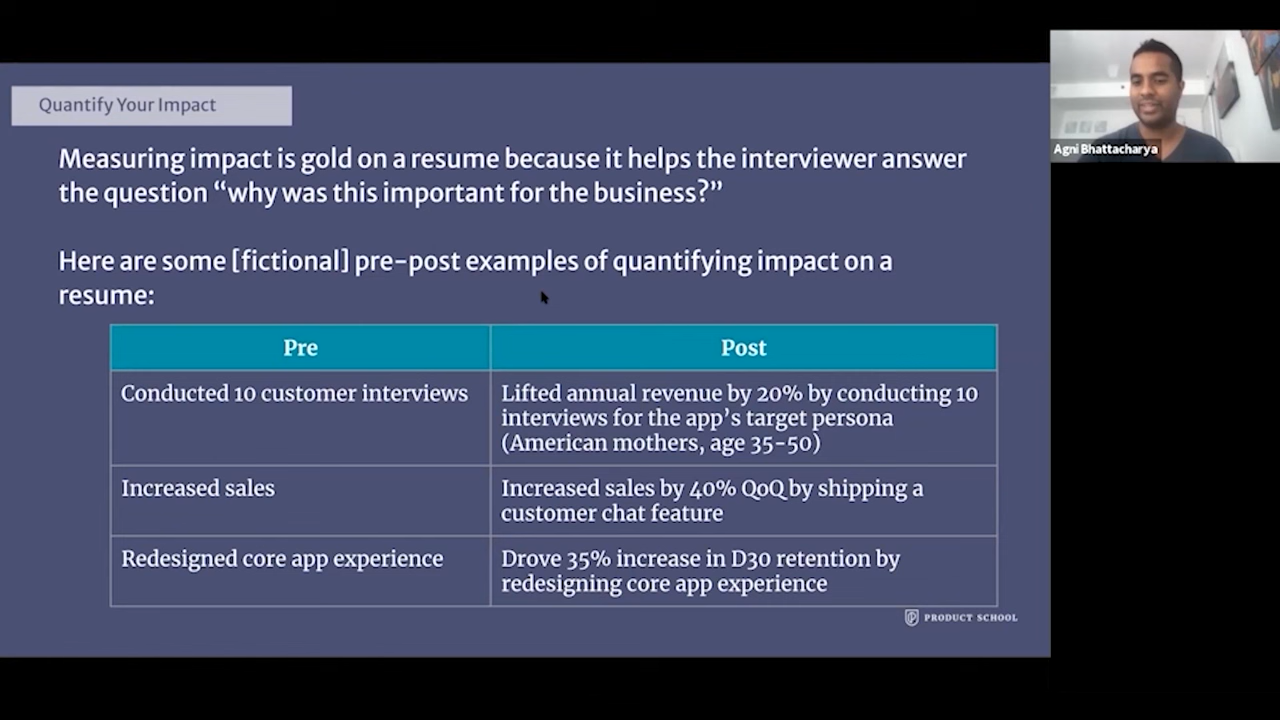 Quantify Your Impact
Measuring impact is gold on a resume because it helps the interviewer answer
the question “why was this important for the business?”
Here are some [fictional] pre-post examples of quantifying impact on a
resume:
Pre
Post
Conducted 10 customer interviews
Lifted annual revenue by 20% by conducting 10
interviews for the app’s target persona
(American mothers, age 35-50)
Increased sales
Increased sales by 40% QoQ by shipping a
customer chat feature
Redesigned core app experience
Drove 35% increase in D30 retention by
redesigning core app experience
PRODUCT SCHOOL
Agni Bhattacharya